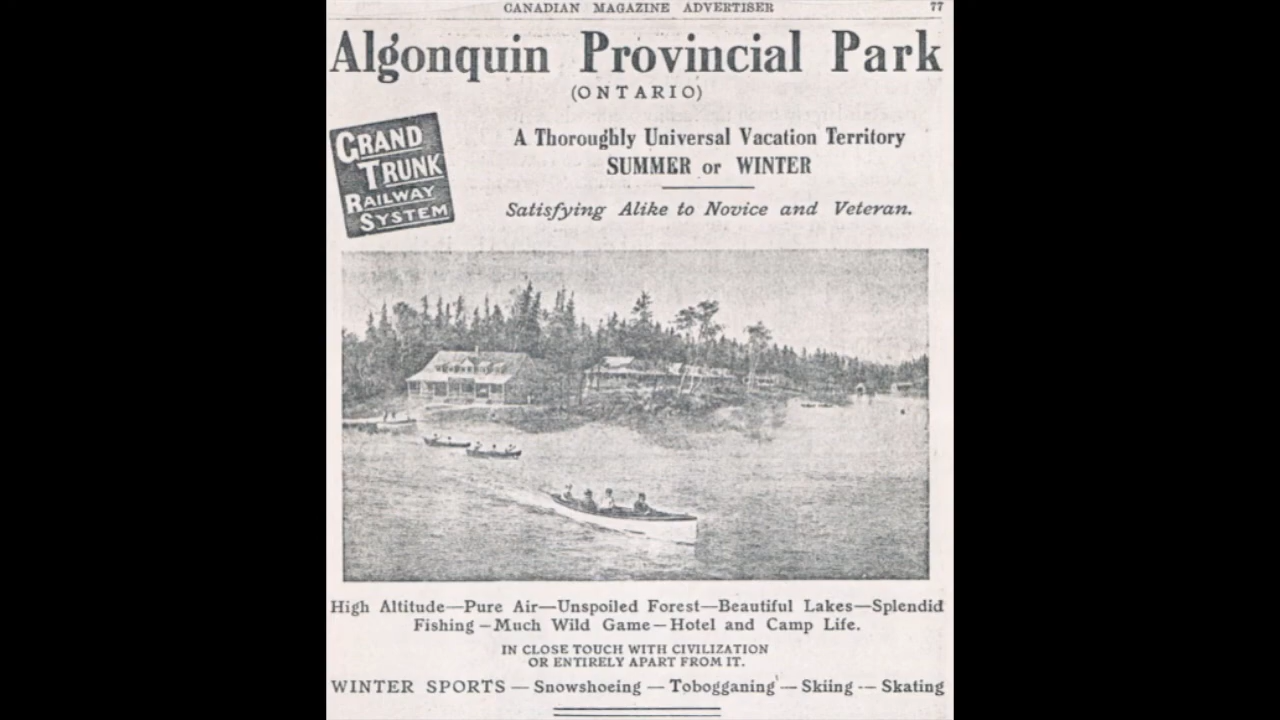 CANADIAN MAGAZINE ADVERTISER 77
Algonquin Provincial Park
(ONTARIO)
GRAND
TRUNK
RAILWAY
SYSTEM
A Thoroughly Universal Vacation Territory
SUMMER or WINTER
Satisfying Alike to Novice and Veteran.
High Altitude—Pure Air—Unspoiled Forest—Beautiful Lakes—Splendid
Fishing—Much Wild Game—Hotel and Camp Life.
IN CLOSE TOUCH WITH CIVILIZATION
OR ENTIRELY APART FROM IT.
WINTER SPORTS — Snowshoeing — Tobogganing — Skiing -- Skating